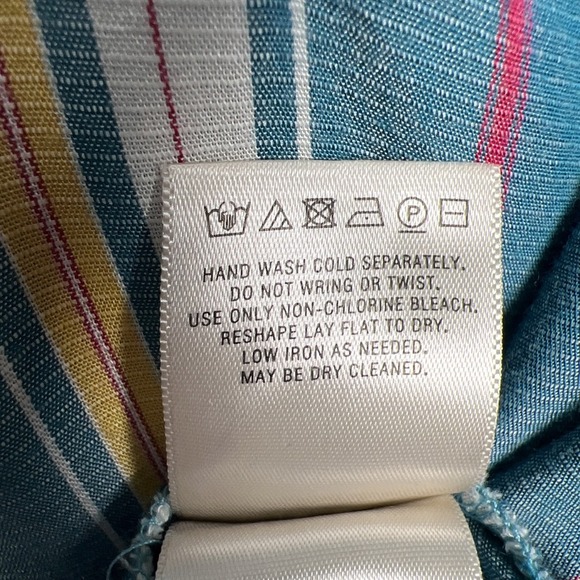 P
HAND WASH COLD SEPARATELY.
DO NOT WRING OR TWIST.
USE ONLY NON-CHLORINE BLEACH.
RESHAPE LAY FLAT TO DRY.
LOW IRON AS NEEDED.
MAY BE DRY CLEANED.